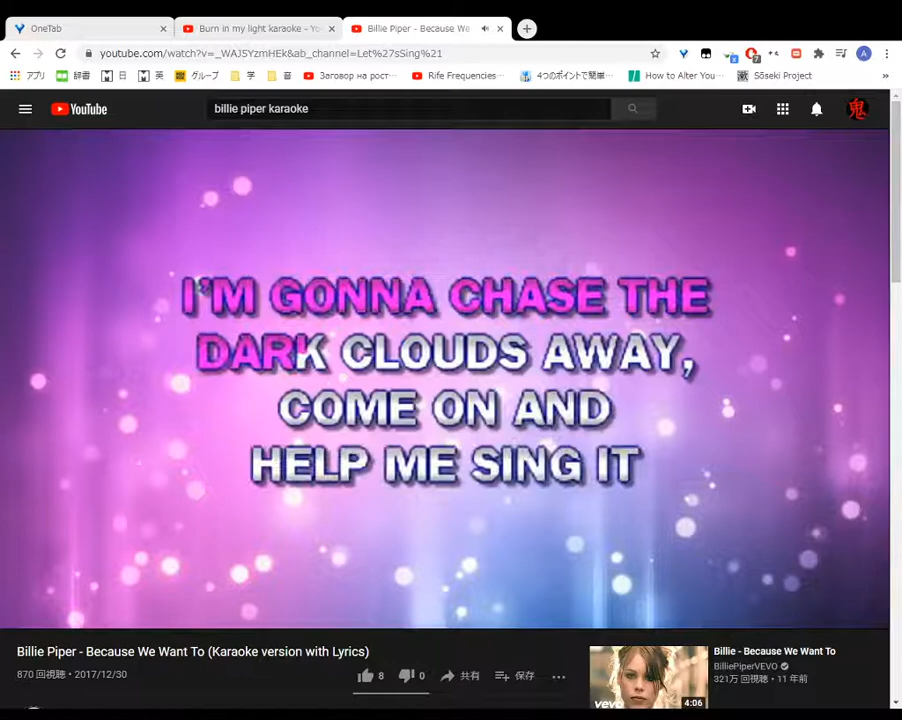 OneTab
Burn in my light karaoke - Yo
Billie Piper - Because We
youtube.com/watch?v=_WAJ5YzmHEk&ab_channel=Let%27sSing%21
アプリ 辞書 日 英 グループ 学 音 Заговор на рост… Rife Frequencies… 4つのポイントで簡単… How to Alter You… Sōseki Project
YouTube
billie piper karaoke
鬼
I'M GONNA CHASE THE
DARK CLOUDS AWAY,
COME ON AND
HELP ME SING IT
Billie Piper - Because We Want To (Karaoke version with Lyrics)
870 回視聴・2017/12/30
8 0 共有 保存
vevo 4:06
Billie - Because We Want To
BilliePiperVEVO
321万 回視聴・11 年前